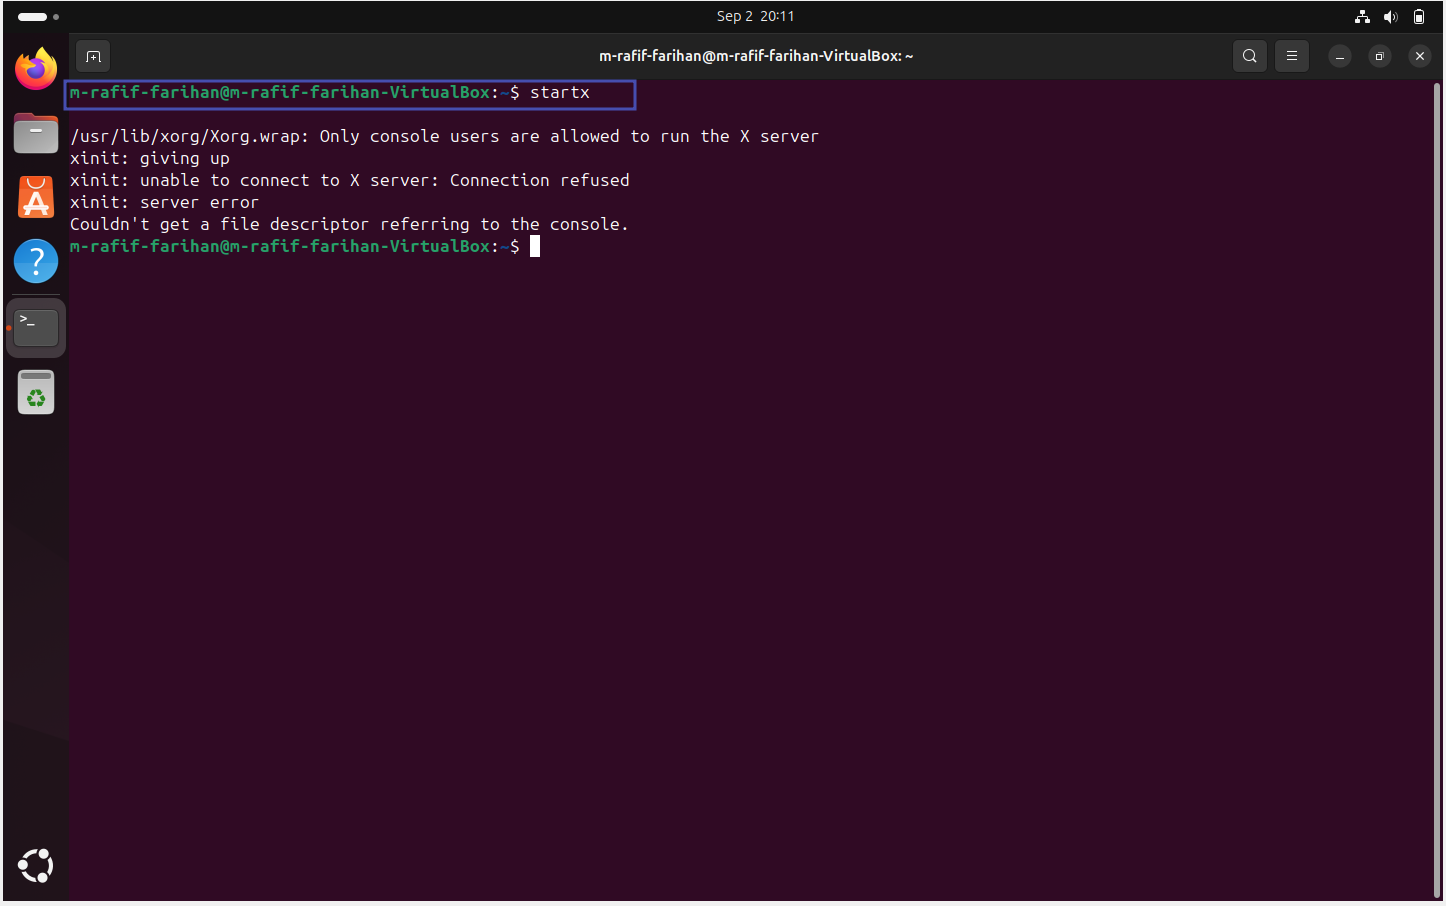 Sep 2 20:11
m-rafif-farihan@m-rafif-farihan-VirtualBox: ~
m-rafif-farihan@m-rafif-farihan-VirtualBox:~$ startx
/usr/lib/xorg/Xorg.wrap: Only console users are allowed to run the X server
xinit: giving up
xinit: unable to connect to X server: Connection refused
xinit: server error
Couldn't get a file descriptor referring to the console.
m-rafif-farihan@m-rafif-farihan-VirtualBox:~$